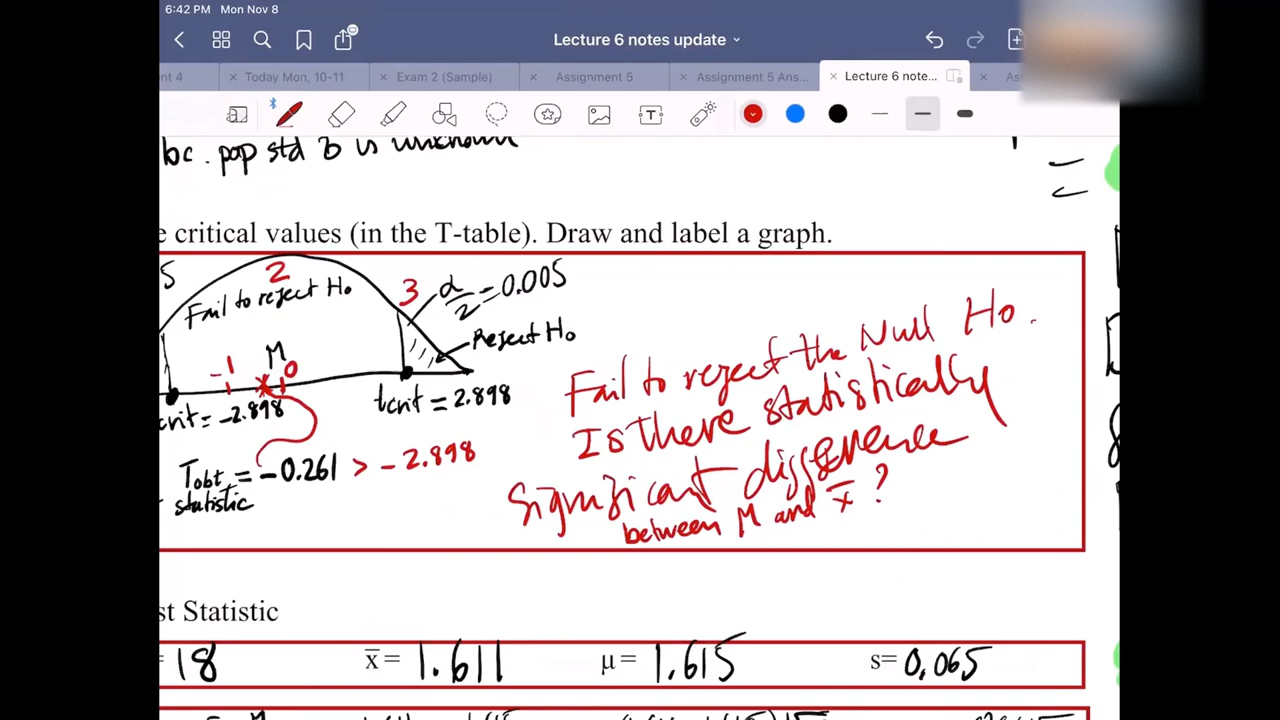 6:42 PM Mon Nov 8
Lecture 6 notes update
nt 4
Today Mon, 10-11
Exam 2 (Sample)
Assignment 5
Assignment 5 Ans...
Lecture 6 note...
bc. pop std is unknown
e critical values (in the T-table). Draw and label a graph.
5
2
Fail to reject Ho
3
α/2 = 0.005
Reject Ho
-1
M
0
crit = -2.898
tcrit = 2.898
Tobt = -0.261 > -2.898
statistic
Fail to reject the Null Ho.
Is there statistically
significant difference
between M and x̄ ?
st Statistic
= 18
x̄ = 1.611
μ = 1.615
s= 0.065